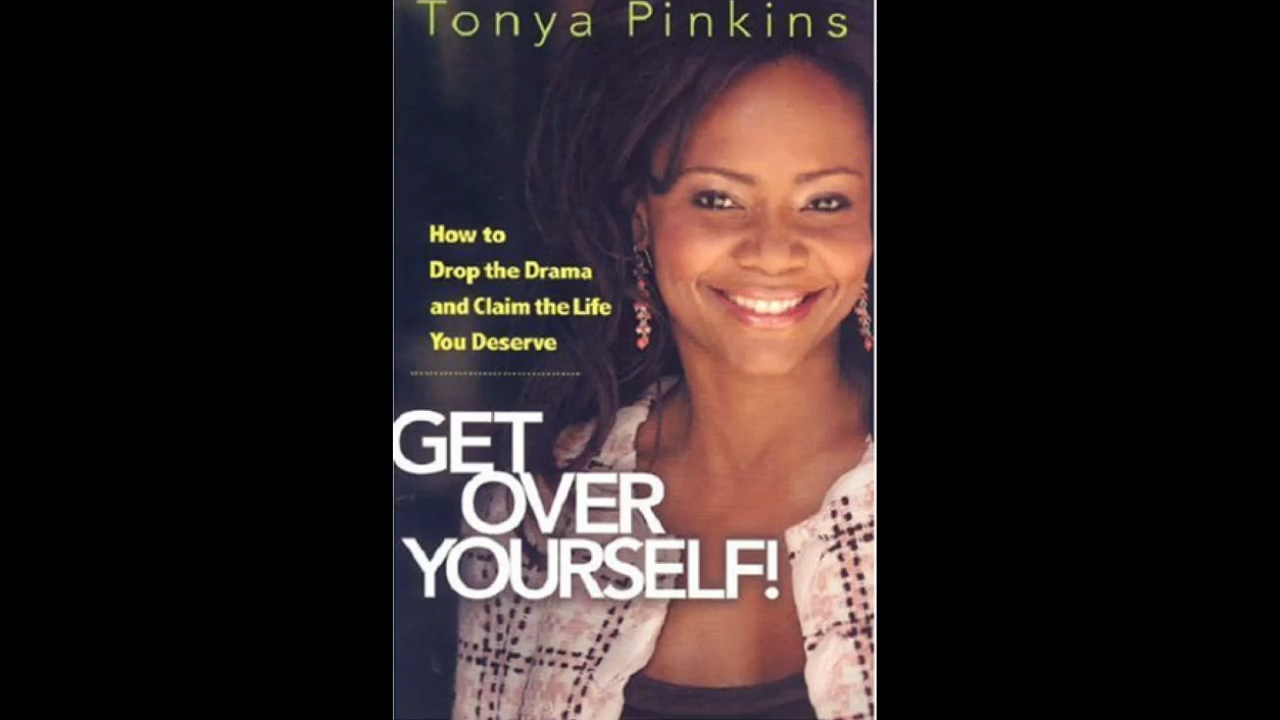 Tonya Pinkins
How to
Drop the Drama
and Claim the Life
You Deserve
GET
OVER
YOURSELF!